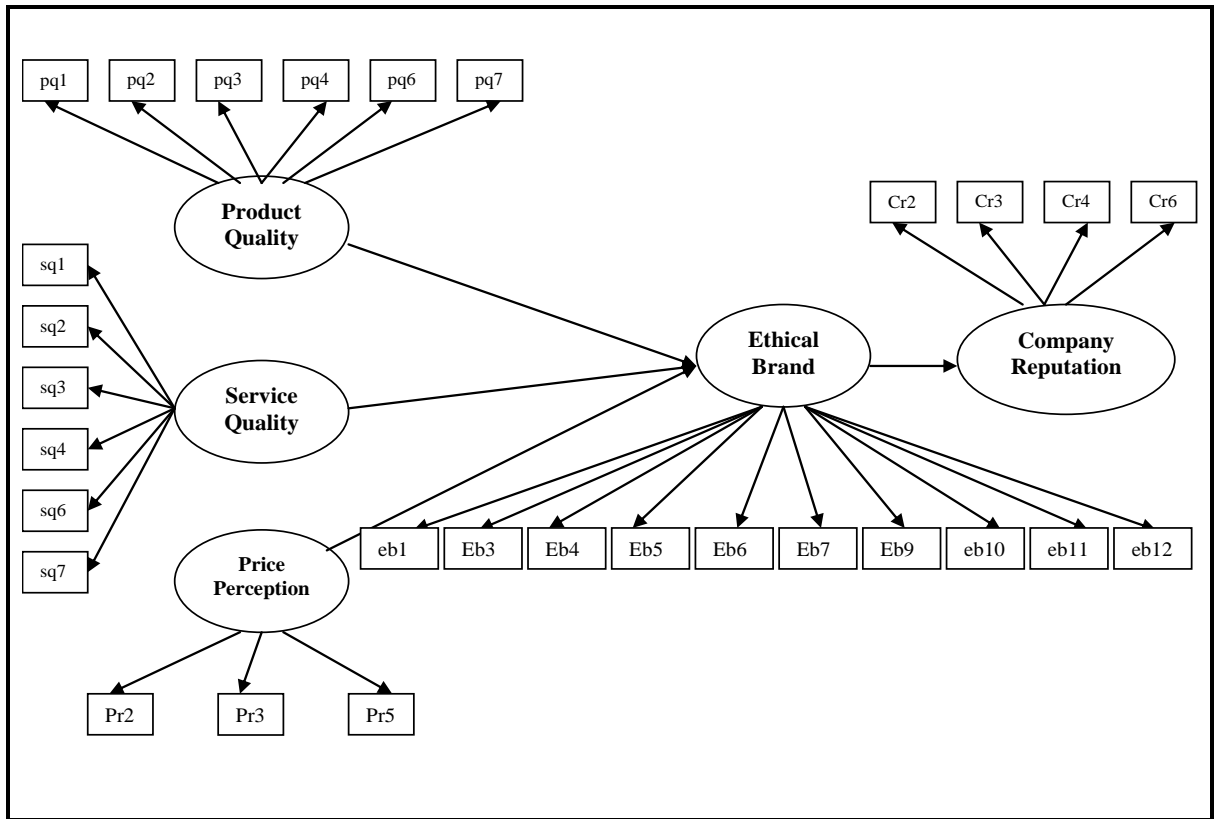 pq1 pq2 pq3 pq4 pq6 pq7
Product
Quality
Cr2 Cr3 Cr4 Cr6
sq1
sq2
sq3
sq4
sq6
sq7
Service
Quality
Ethical
Brand
Company
Reputation
eb1 Eb3 Eb4 Eb5 Eb6 Eb7 Eb9 eb10 eb11 eb12
Price
Perception
Pr2 Pr3 Pr5